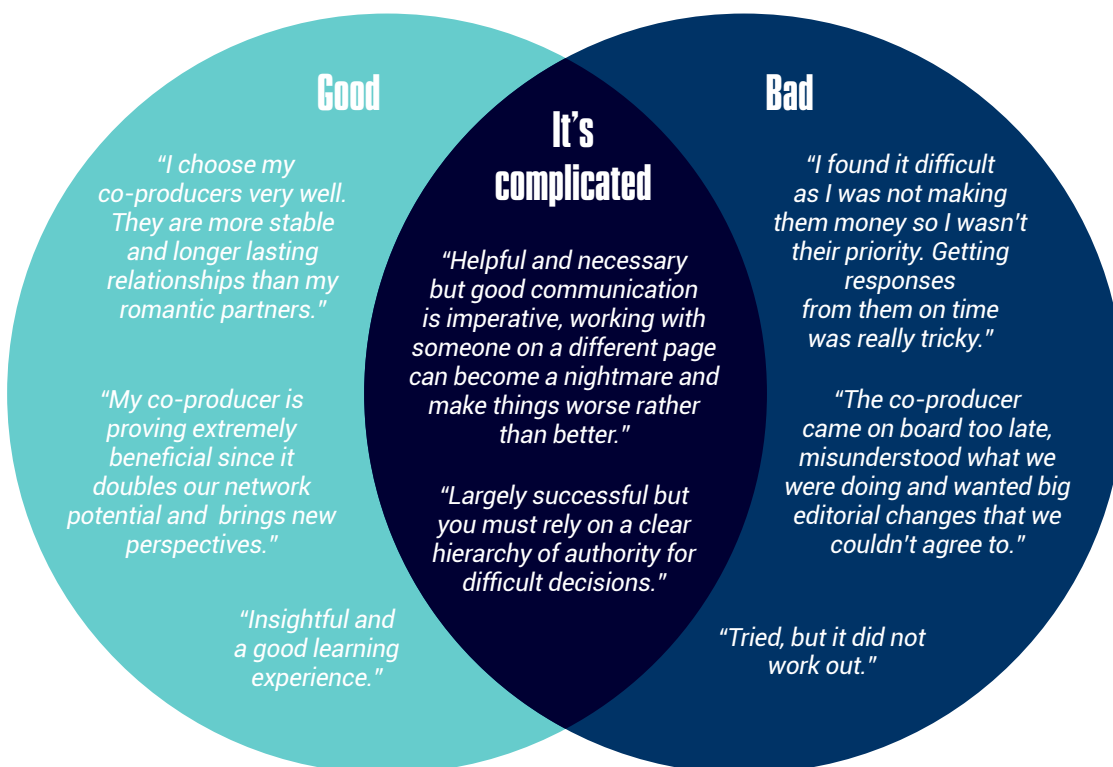 Good
"I choose my
co-producers very well.
They are more stable
and longer lasting
relationships than my
romantic partners."
"My co-producer is
proving extremely
beneficial since it
doubles our network
potential and  brings new
perspectives."
"Insightful and
a good learning
experience."
It's
complicated
"Helpful and necessary
but good communication
is imperative, working with
someone on a different page
can become a nightmare and
make things worse rather
than better."
"Largely successful but
you must rely on a clear
hierarchy of authority for
difficult decisions."
Bad
"I found it difficult
as I was not making
them money so I wasn't
their priority. Getting
responses
from them on time
was really tricky."
"The co-producer
came on board too late,
misunderstood what we
were doing and wanted big
editorial changes that we
couldn't agree to."
"Tried, but it did not
work out."